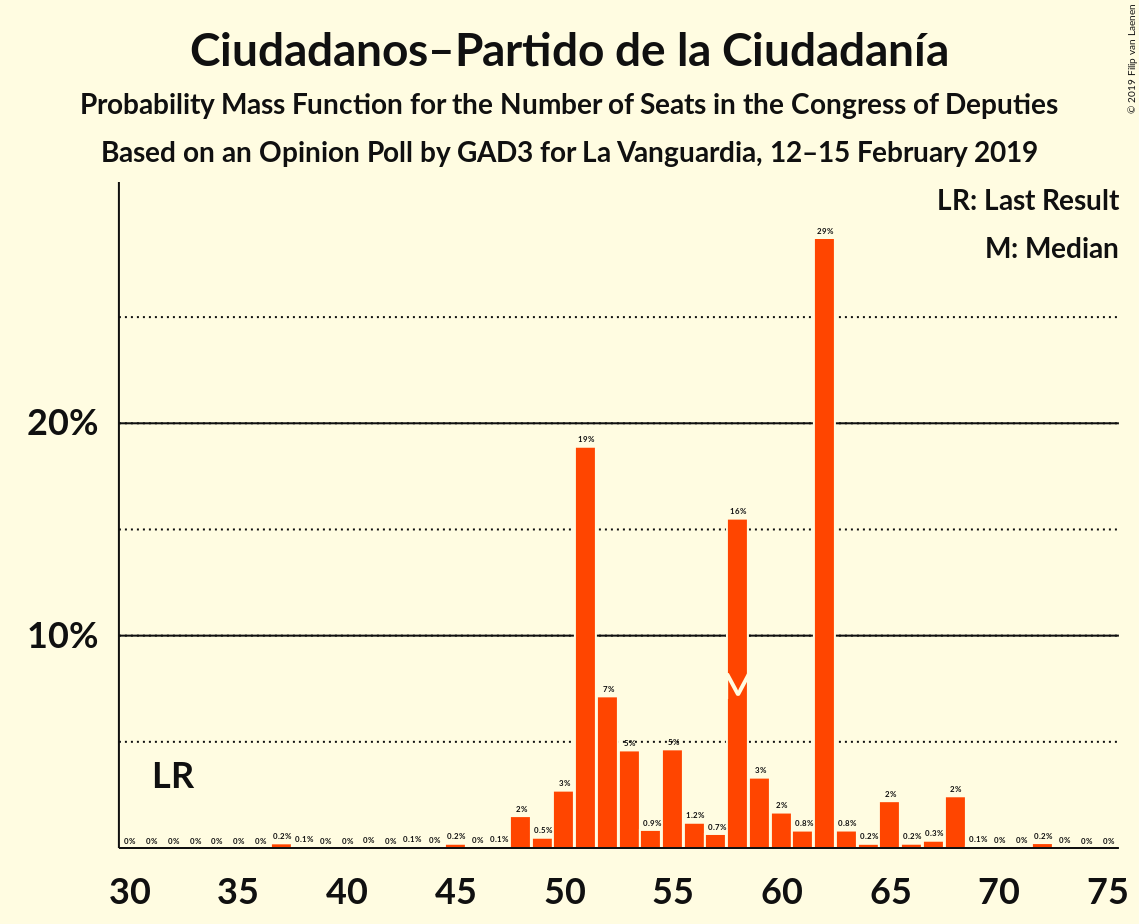 Ciudadanos–Partido de la Ciudadanía
Probability Mass Function for the Number of Seats in the Congress of Deputies
Based on an Opinion Poll by GAD3 for La Vanguardia, 12–15 February 2019
© 2019 Filip van Laenen
LR: Last Result
M: Median
20%
10%
LR
M
0% 0% 0% 0% 0% 0% 0% 0.2% 0.1% 0% 0% 0% 0% 0.1% 0% 0.2% 0% 0.1% 2% 0.5% 3% 19% 7% 5% 0.9% 5% 1.2% 0.7% 16% 3% 2% 0.8% 29% 0.8% 0.2% 2% 0.2% 0.3% 2% 0.1% 0% 0% 0.2% 0% 0% 0%
30 35 40 45 50 55 60 65 70 75